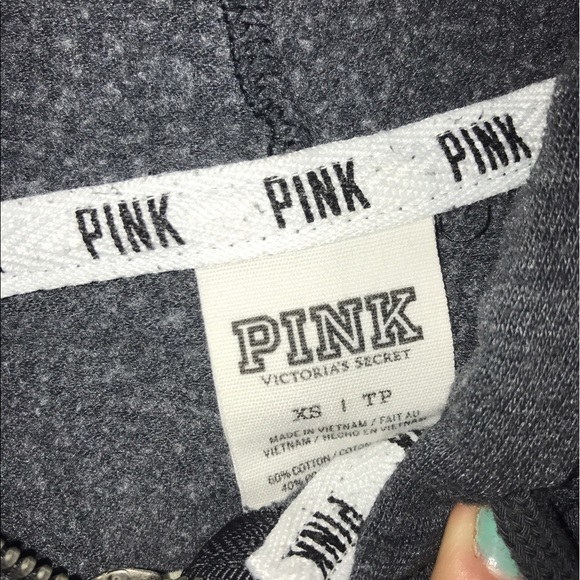 PINK PINK PINK
PINK
VICTORIA'S SECRET
XS | TP
MADE IN VIETNAM / FAIT AU
VIETNAM / HECHO EN VIETNAM
60% COTTON /
40%
PINK